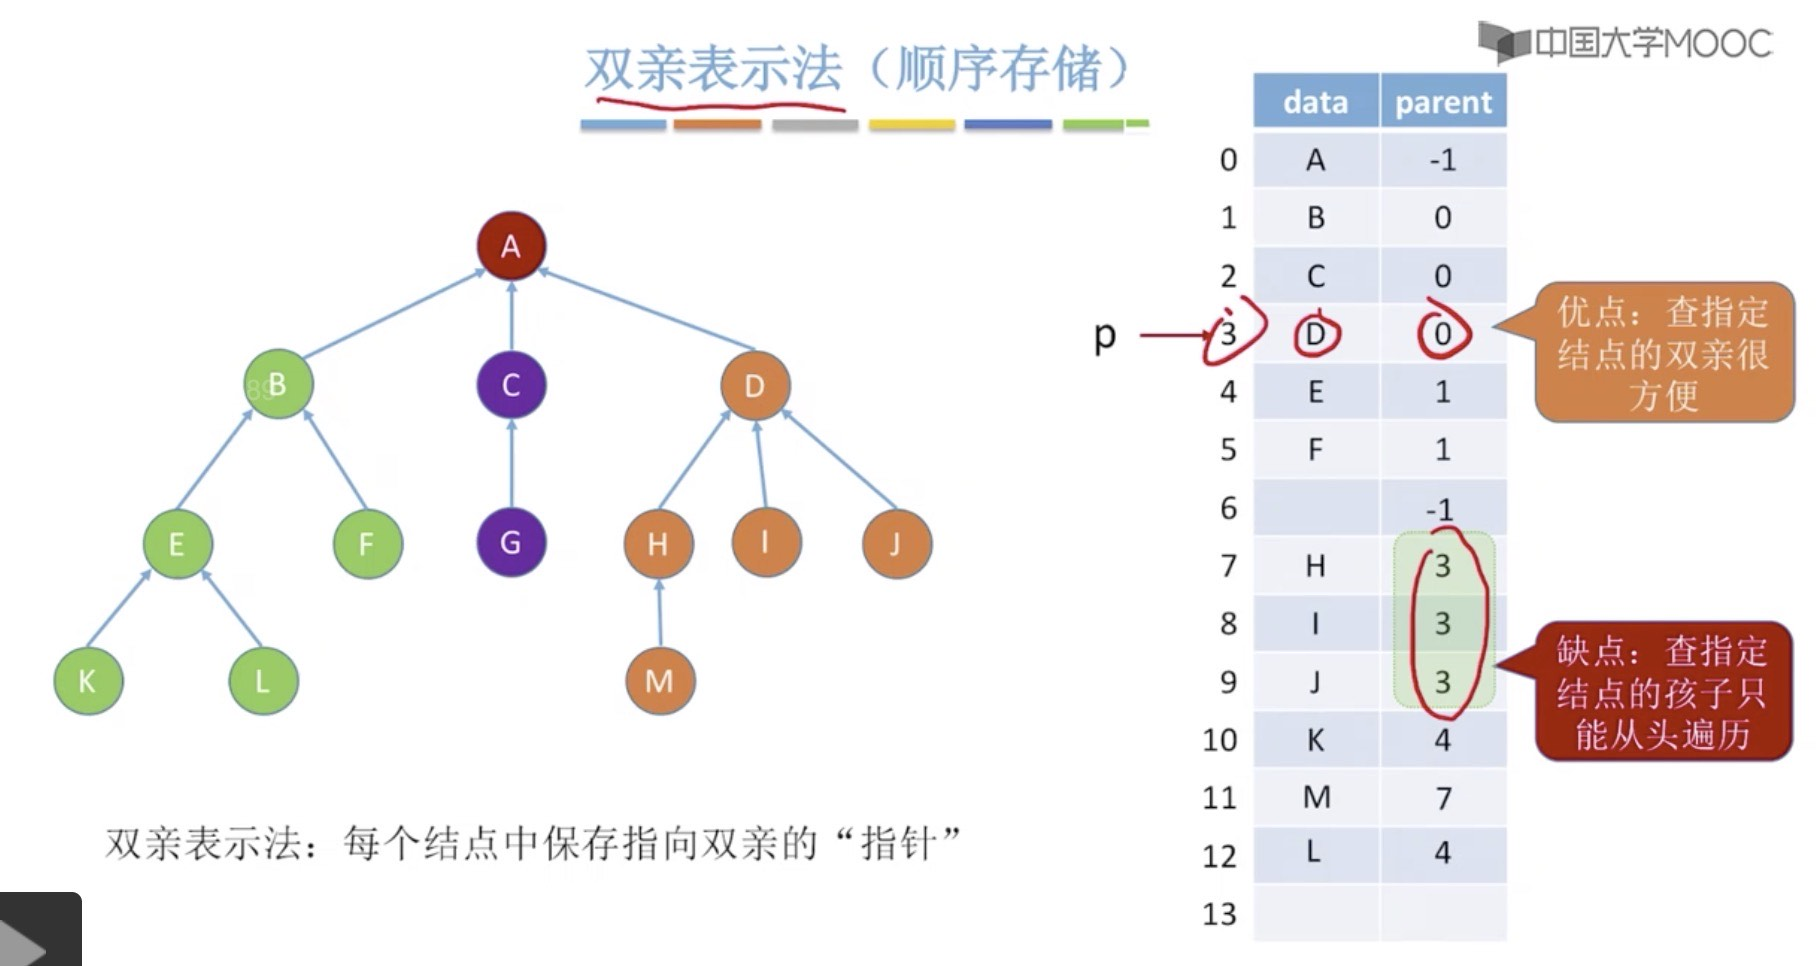 中国大学MOOC
双亲表示法（顺序存储）
data parent
0 A -1
1 B 0
2 C 0
p 3 D 0
4 E 1
5 F 1
6 -1
7 H 3
8 I 3
9 J 3
10 K 4
11 M 7
12 L 4
13
优点：查指定
结点的双亲很
方便
缺点：查指定
结点的孩子只
能从头遍历
A
B C D
E F G H I J
K L M
双亲表示法：每个结点中保存指向双亲的“指针”